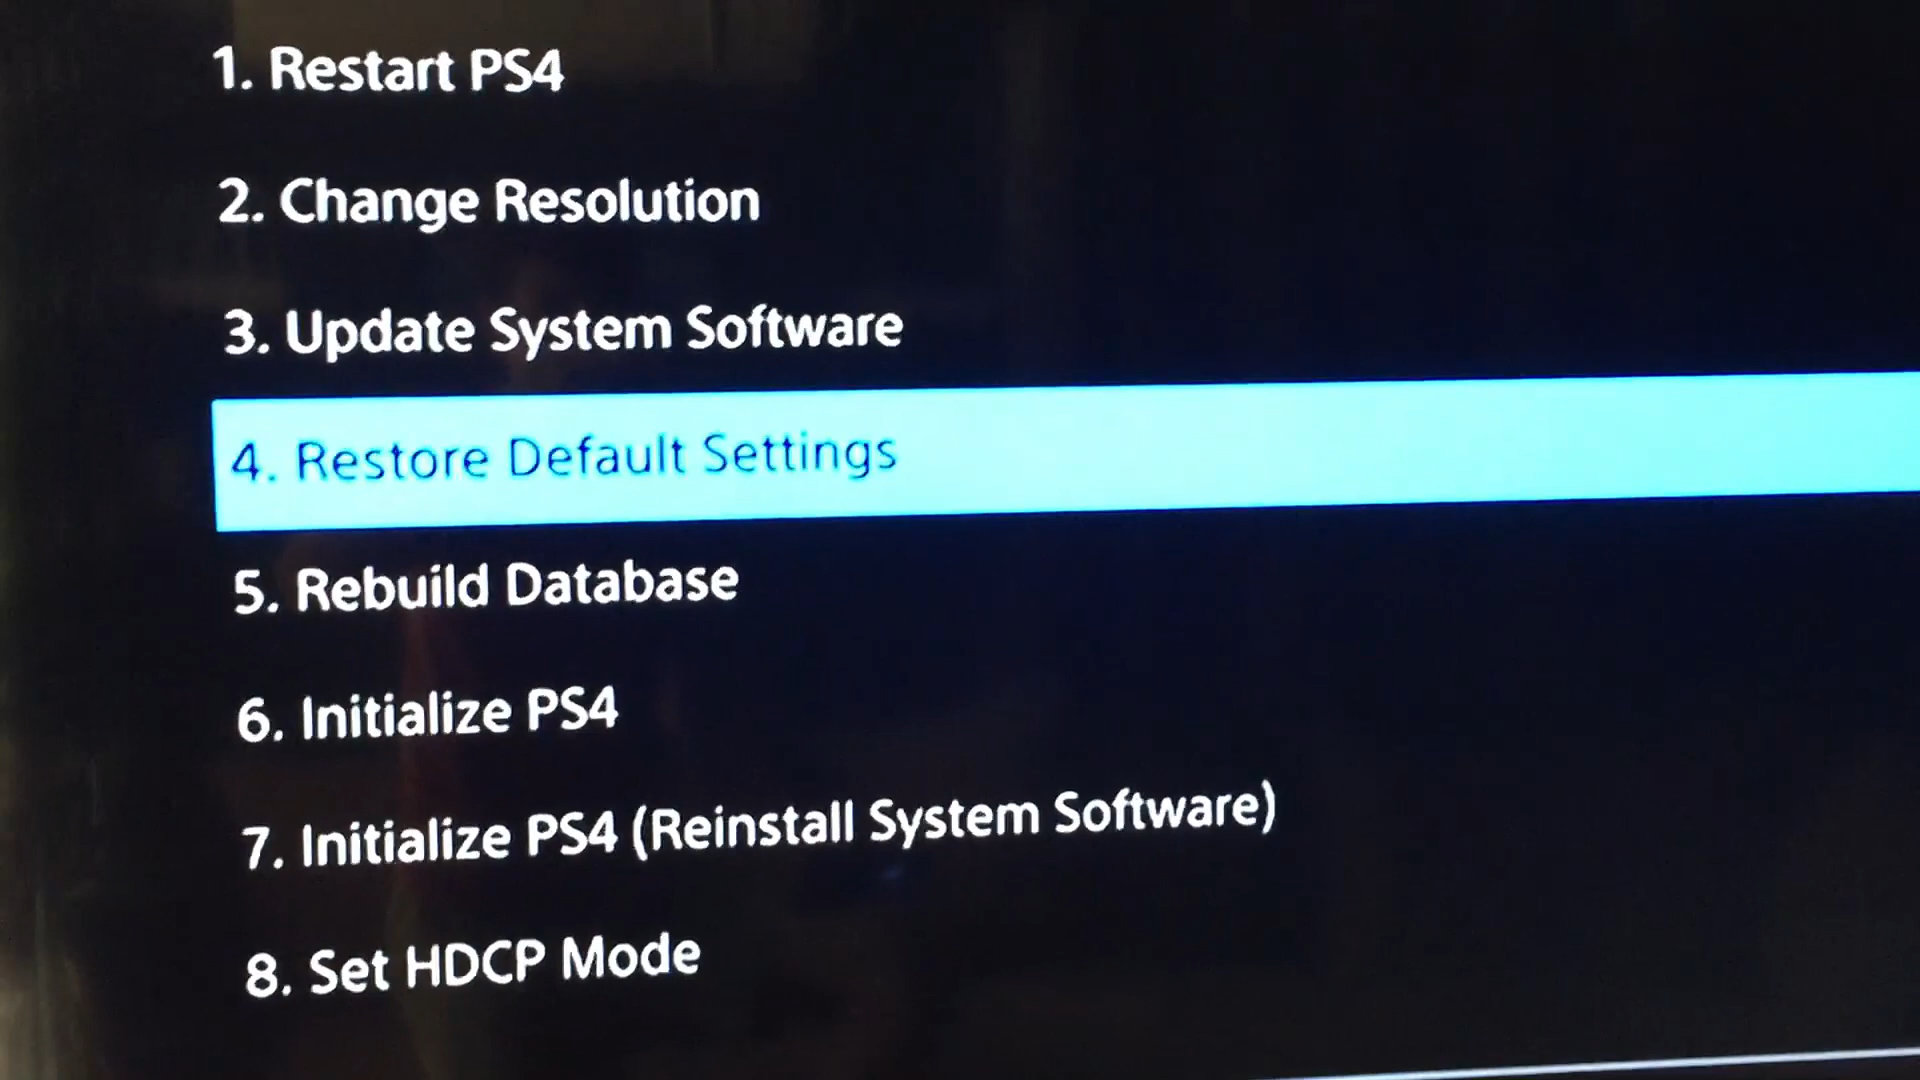 1. Restart PS4
2. Change Resolution
3. Update System Software
4. Restore Default Settings
5. Rebuild Database
6. Initialize PS4
7. Initialize PS4 (Reinstall System Software)
8. Set HDCP Mode